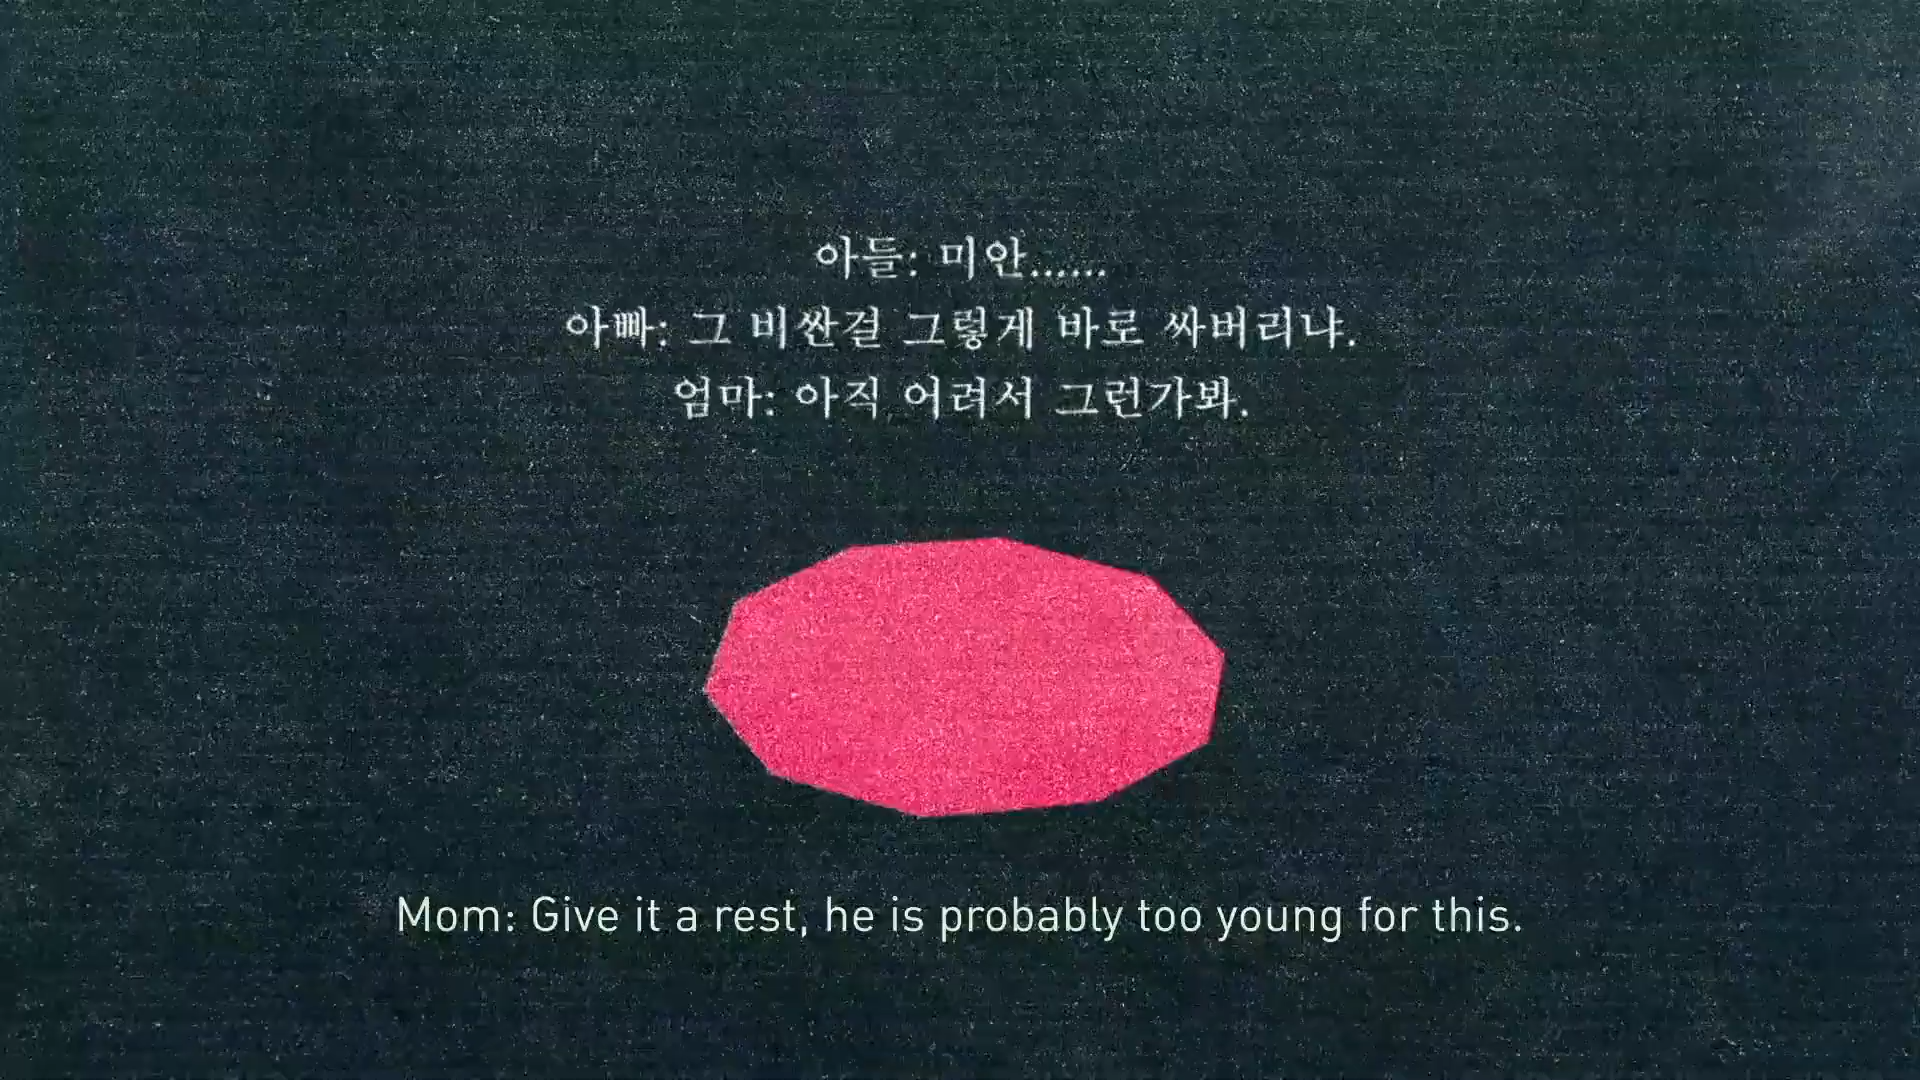 아들: 미안......
아빠: 그 비싼걸 그렇게 바로 싸버리냐.
엄마: 아직 어려서 그런가봐.
Mom: Give it a rest, he is probably too young for this.